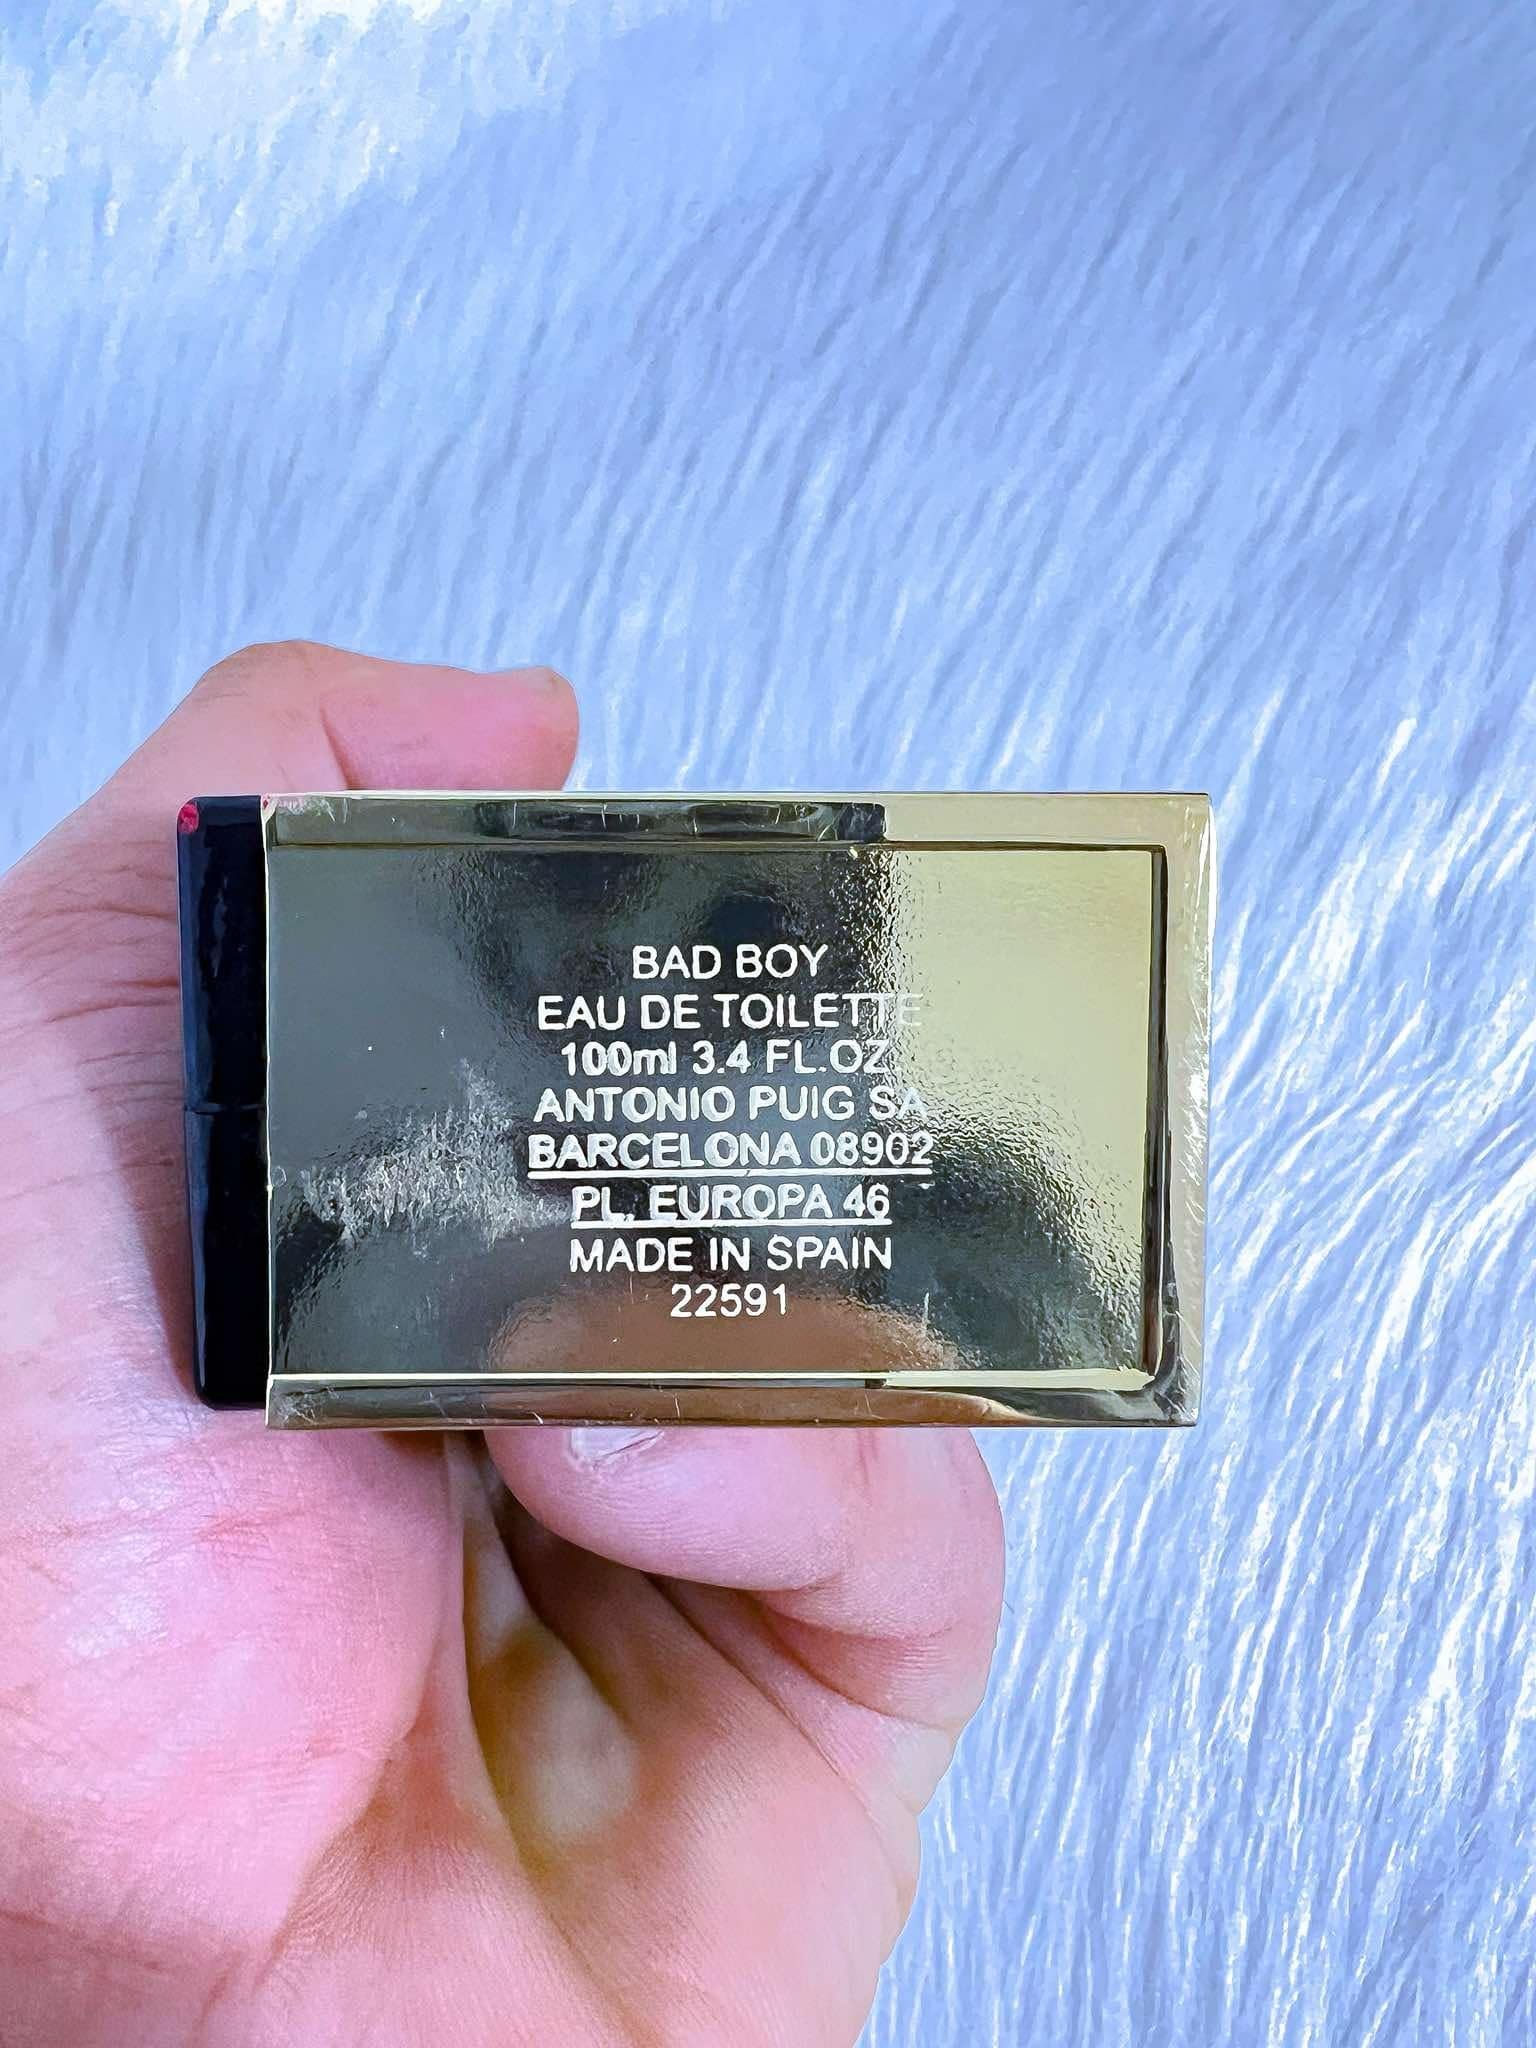 BAD BOY
EAU DE TOILETTE
100ml 3.4 FL.OZ
ANTONIO PUIG SA
BARCELONA 08902
PL. EUROPA 46
MADE IN SPAIN
22591